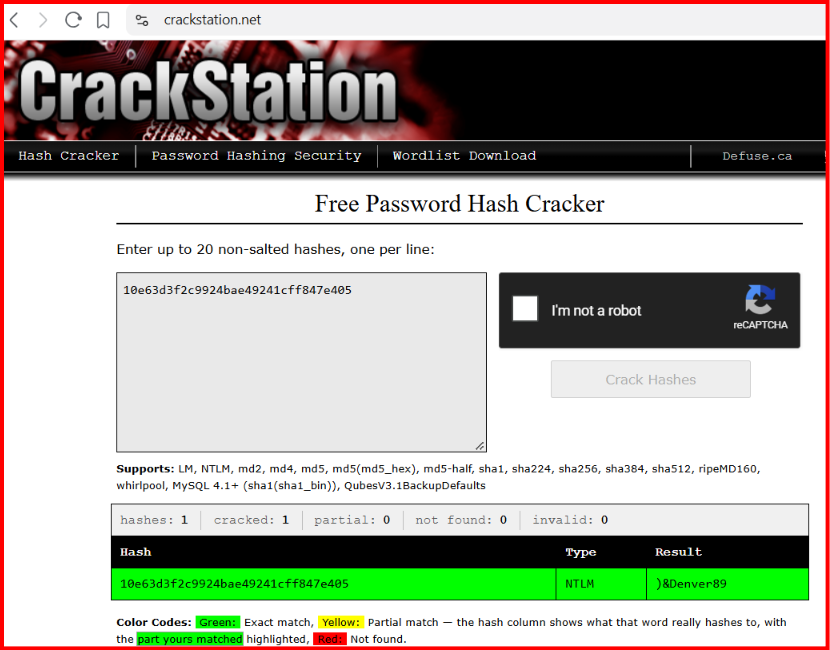 crackstation.net
CrackStation
Hash Cracker Password Hashing Security Wordlist Download Defuse.ca
Free Password Hash Cracker
Enter up to 20 non-salted hashes, one per line:
10e63d3f2c9924bae49241cff847e405
I'm not a robot
reCAPTCHA
Crack Hashes
Supports: LM, NTLM, md2, md4, md5, md5(md5_hex), md5-half, sha1, sha224, sha256, sha384, sha512, ripeMD160,
whirlpool, MySQL 4.1+ (sha1(sha1_bin)), QubesV3.1BackupDefaults
hashes: 1 cracked: 1 partial: 0 not found: 0 invalid: 0
Hash Type Result
10e63d3f2c9924bae49241cff847e405 NTLM )&Denver89
Color Codes: Green: Exact match, Yellow: Partial match — the hash column shows what that word really hashes to, with
the part yours matched highlighted, Red: Not found.